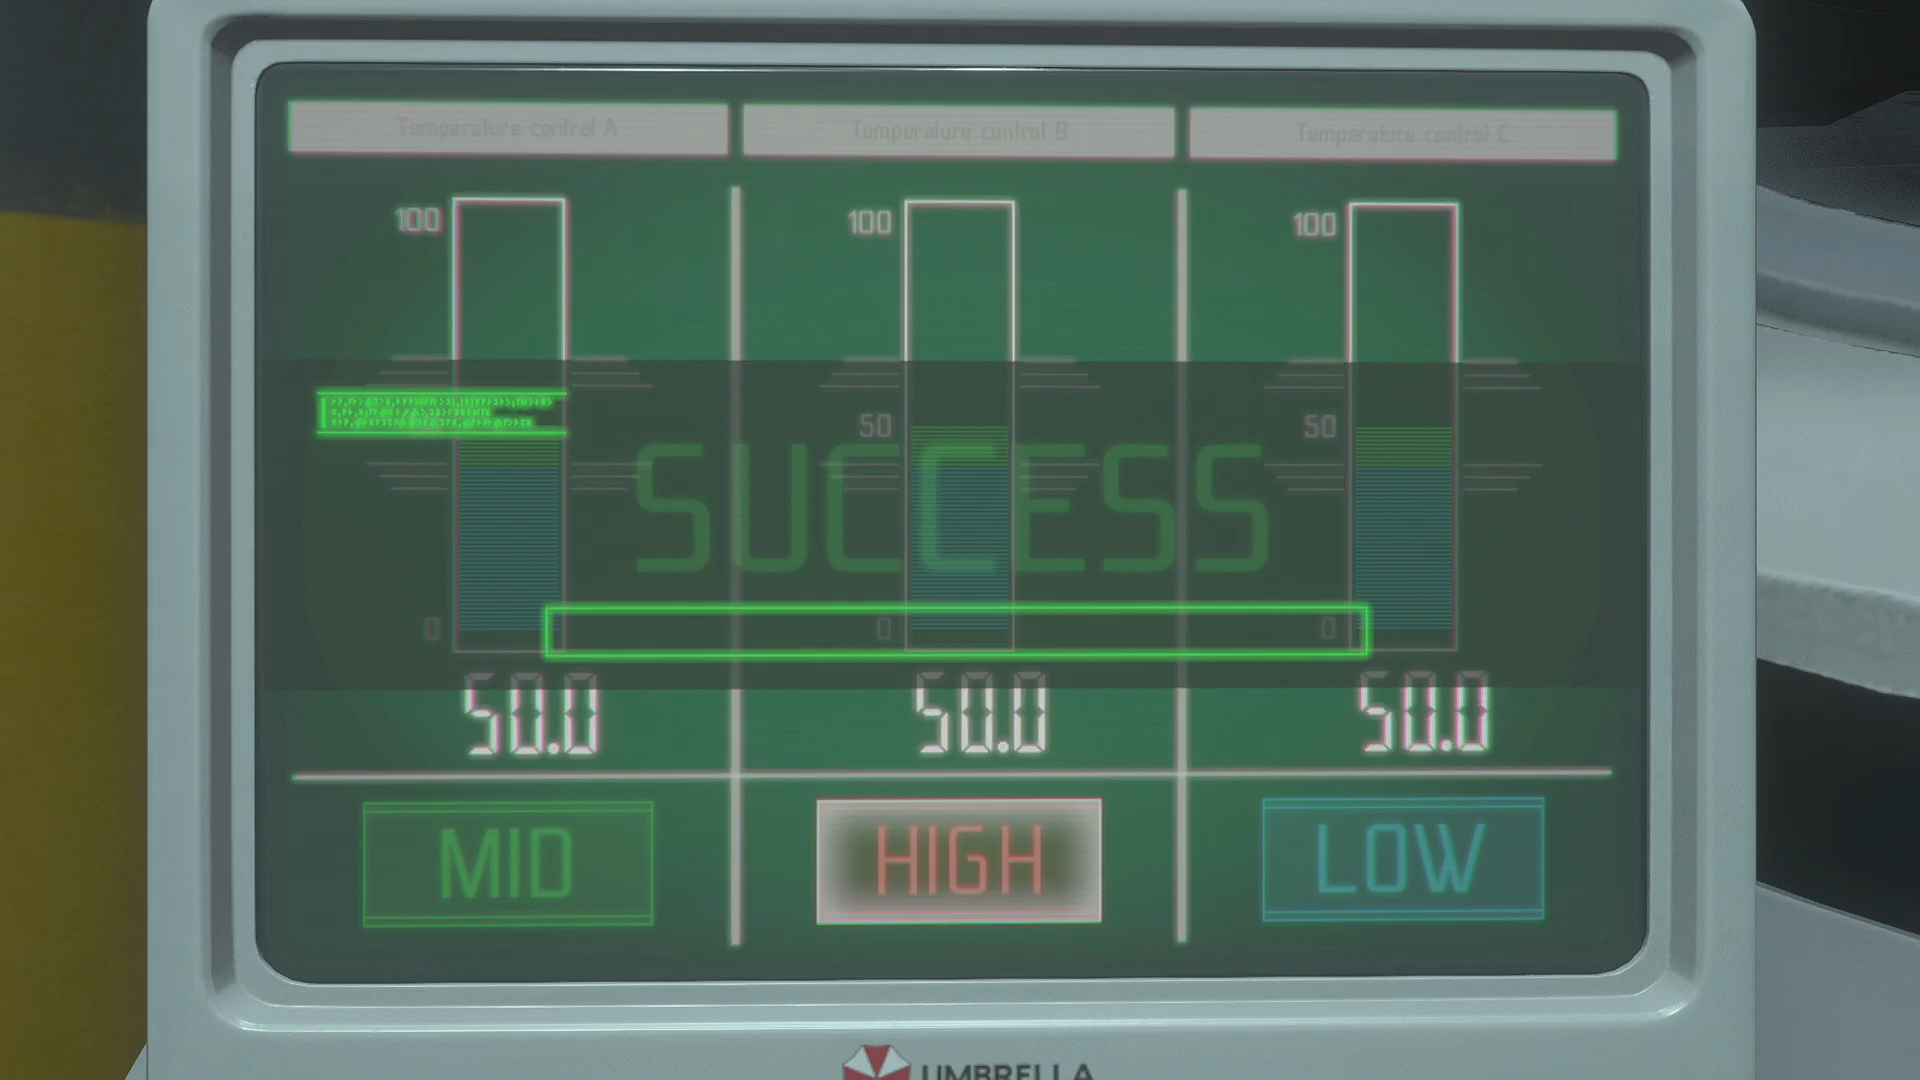 Temperature control A
Temperature control B
Temperature control C
100
100
100
50
50
SUCCESS
0
0
0
50.0
50.0
50.0
MID
HIGH
LOW
UMBRELLA